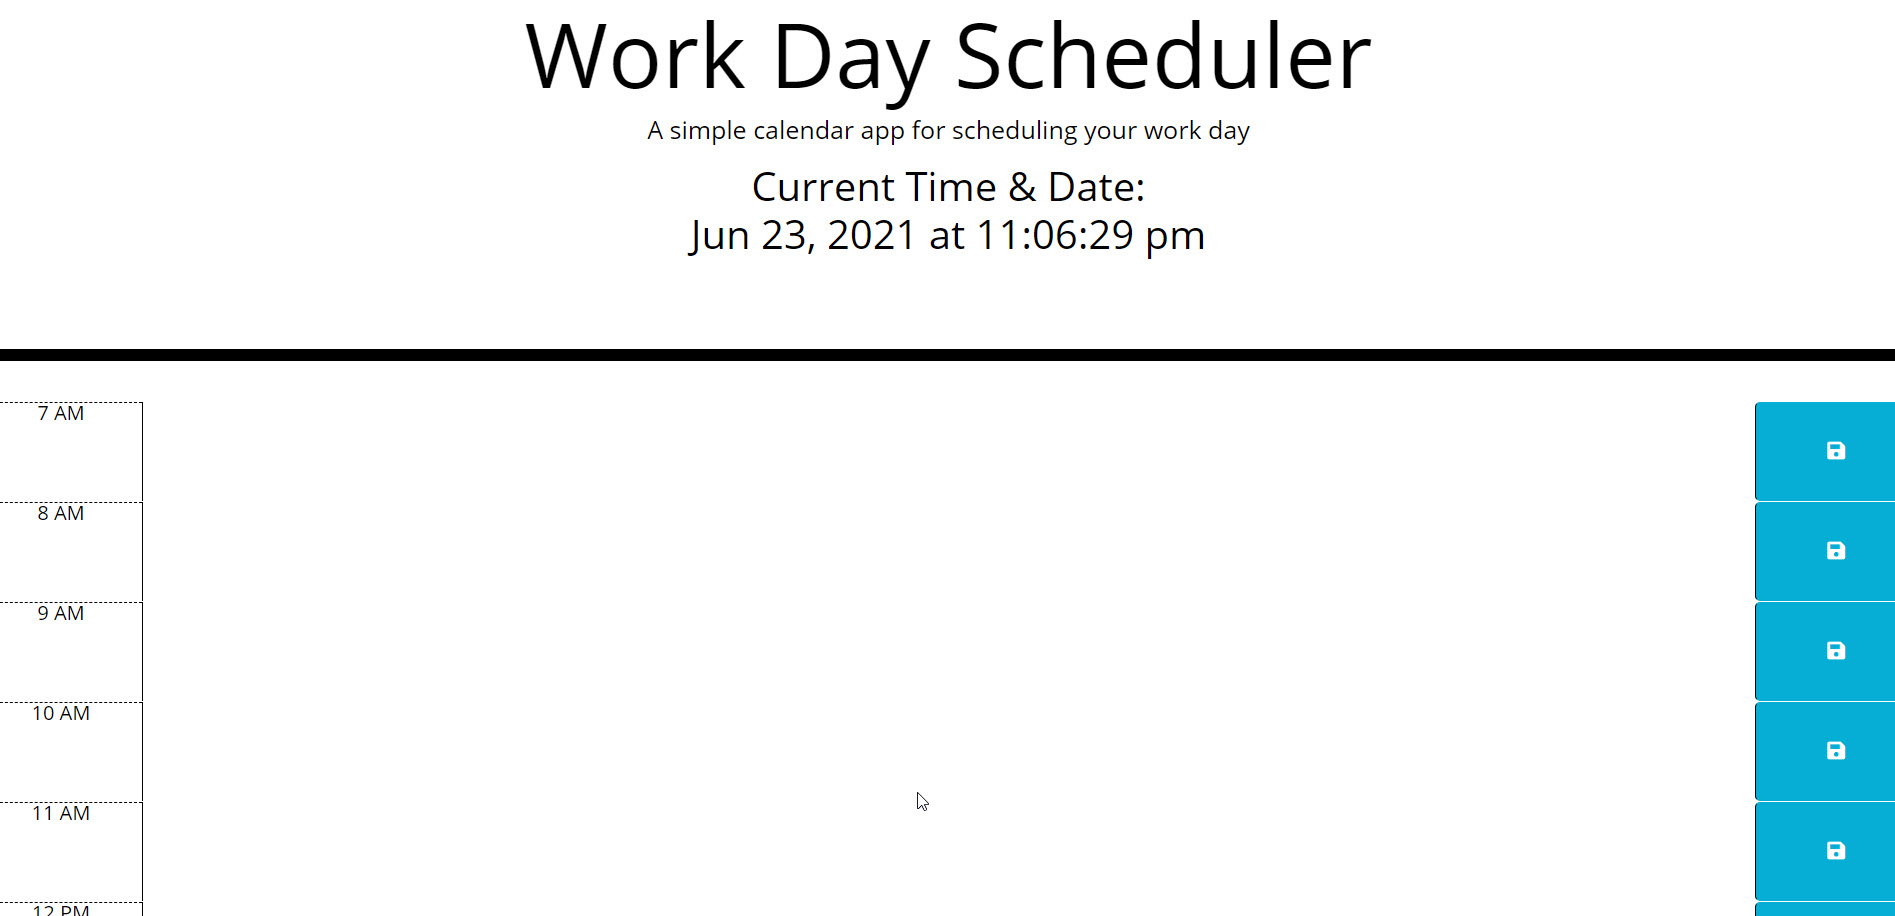 Work Day Scheduler
A simple calendar app for scheduling your work day
Current Time & Date:
Jun 23, 2021 at 11:06:29 pm
7 AM
8 AM
9 AM
10 AM
11 AM
12 PM